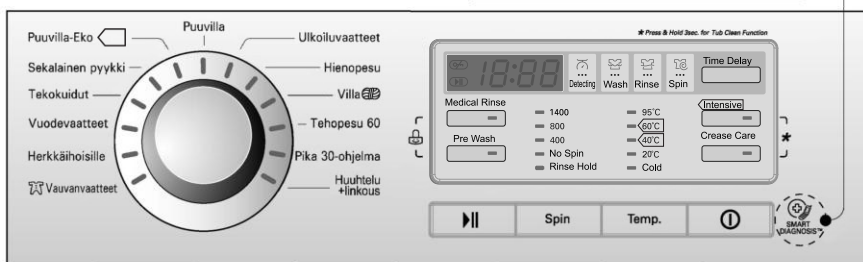 Puuvilla
Puuvilla-Eko
Sekalainen pyykki
Tekokuidut
Vuodevaatteet
Herkkäihoisille
Vauvanvaatteet
Ulkoiluvaatteet
Hienopesu
Villa
Tehopesu 60
Pika 30-ohjelma
Huuhtelu
+linkous
* Press & Hold 3sec. for Tub Clean Function
18:88
Detecting Wash Rinse Spin
Time Delay
Medical Rinse
Pre Wash
1400
800
400
No Spin
Rinse Hold
95°C
60°C
40°C
20°C
Cold
Intensive
Crease Care
*
Spin
Temp.
SMART
DIAGNOSIS™